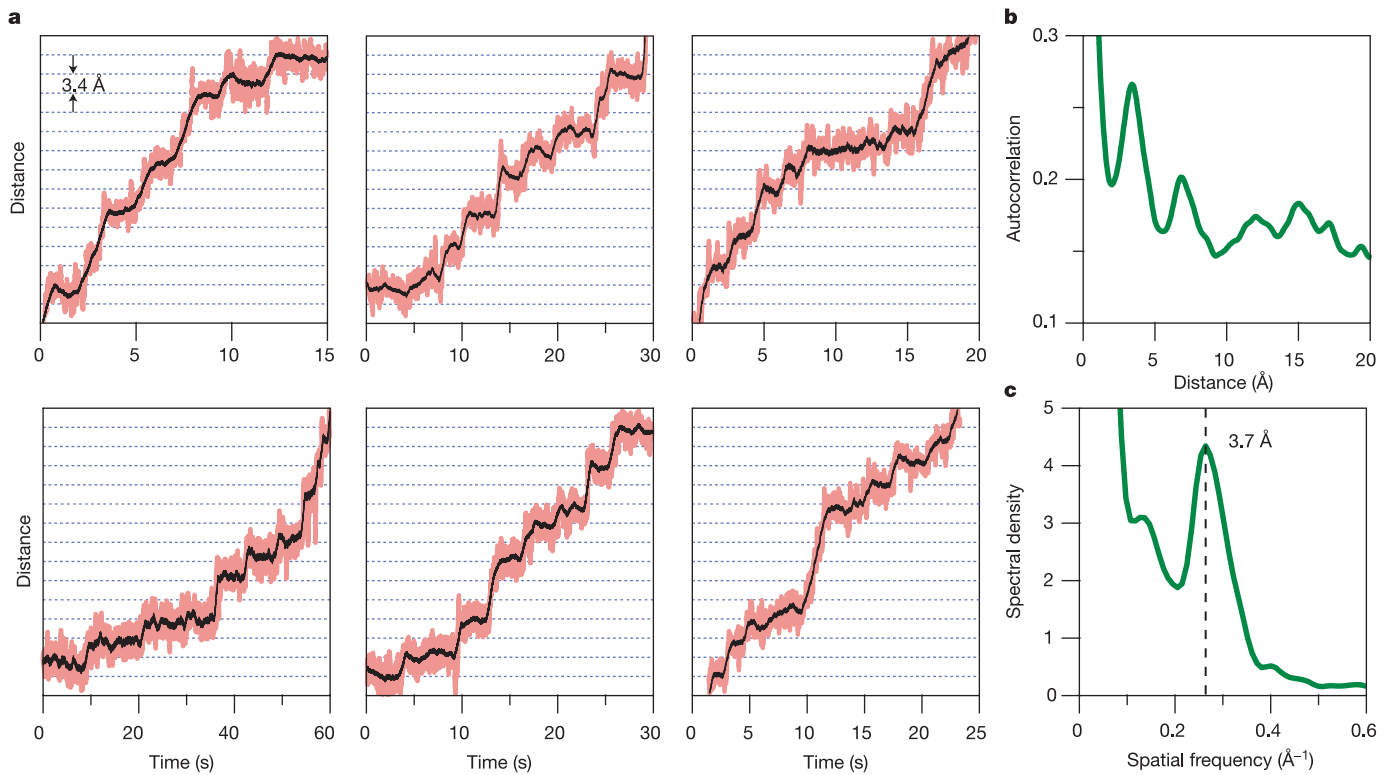 a
3.4 Å
Distance
0 5 10 15
0 10 20 30
0 5 10 15 20
Distance
0 20 40 60
Time (s)
0 10 20 30
Time (s)
0 5 10 15 20 25
Time (s)
b
0.3
0.2
0.1
Autocorrelation
0 5 10 15 20
Distance (Å)
c
5
4
3
2
1
0
Spectral density
3.7 Å
0 0.2 0.4 0.6
Spatial frequency (Å⁻¹)